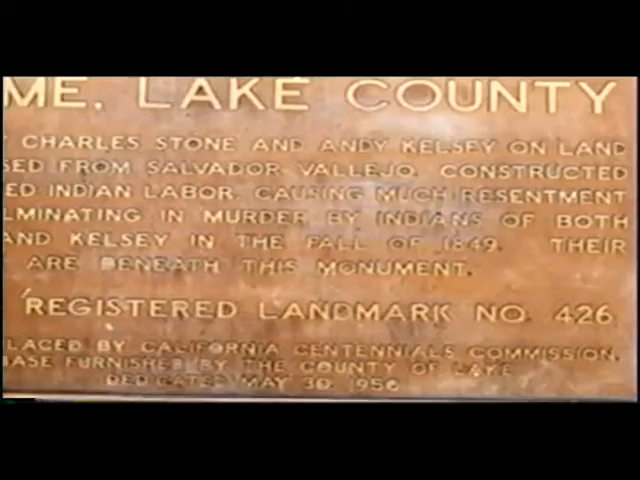 ME, LAKE COUNTY
CHARLES STONE AND ANDY KELSEY ON LAND
SED FROM SALVADOR VALLEJO. CONSTRUCTED
ED INDIAN LABOR, CAUSING MUCH RESENTMENT
LMINATING IN MURDER BY INDIANS OF BOTH
AND KELSEY IN THE FALL OF 1849. THEIR
ARE BENEATH THIS MONUMENT.
REGISTERED LANDMARK NO. 426
LACED BY CALIFORNIA CENTENNIALS COMMISSION,
BASE FURNISHED BY THE COUNTY OF LAKE
DEDICATED MAY 30, 1950